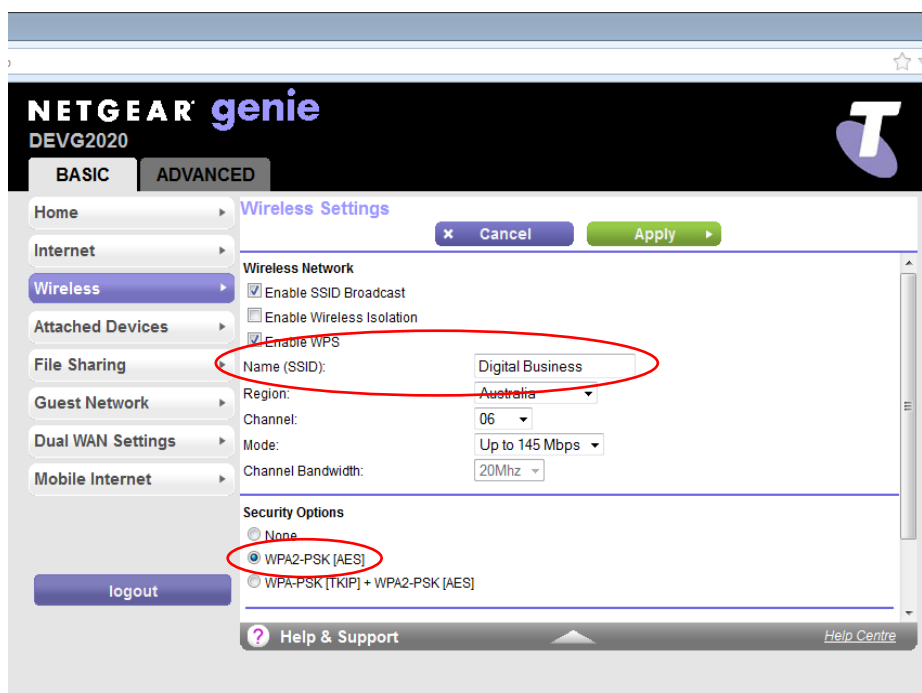 NETGEAR genie
DEVG2020
BASIC ADVANCED
Home
Internet
Wireless
Attached Devices
File Sharing
Guest Network
Dual WAN Settings
Mobile Internet
logout
Wireless Settings
× Cancel Apply
Wireless Network
Enable SSID Broadcast
Enable Wireless Isolation
Enable WPS
Name (SSID): Digital Business
Region: Australia
Channel: 06
Mode: Up to 145 Mbps
Channel Bandwidth: 20Mhz
Security Options
None
WPA2-PSK [AES]
WPA-PSK [TKIP] + WPA2-PSK [AES]
? Help & Support Help Centre